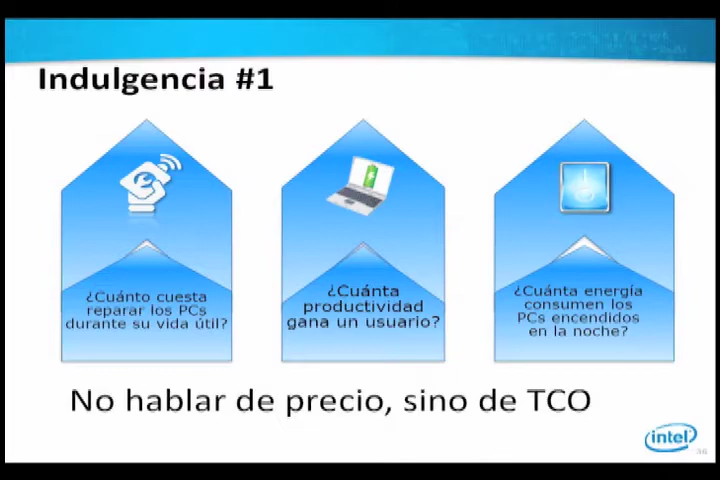 Indulgencia #1
¿Cuánto cuesta
reparar los PCs
durante su vida útil?
¿Cuánta
productividad
gana un usuario?
¿Cuánta energía
consumen los
PCs encendidos
en la noche?
No hablar de precio, sino de TCO
intel